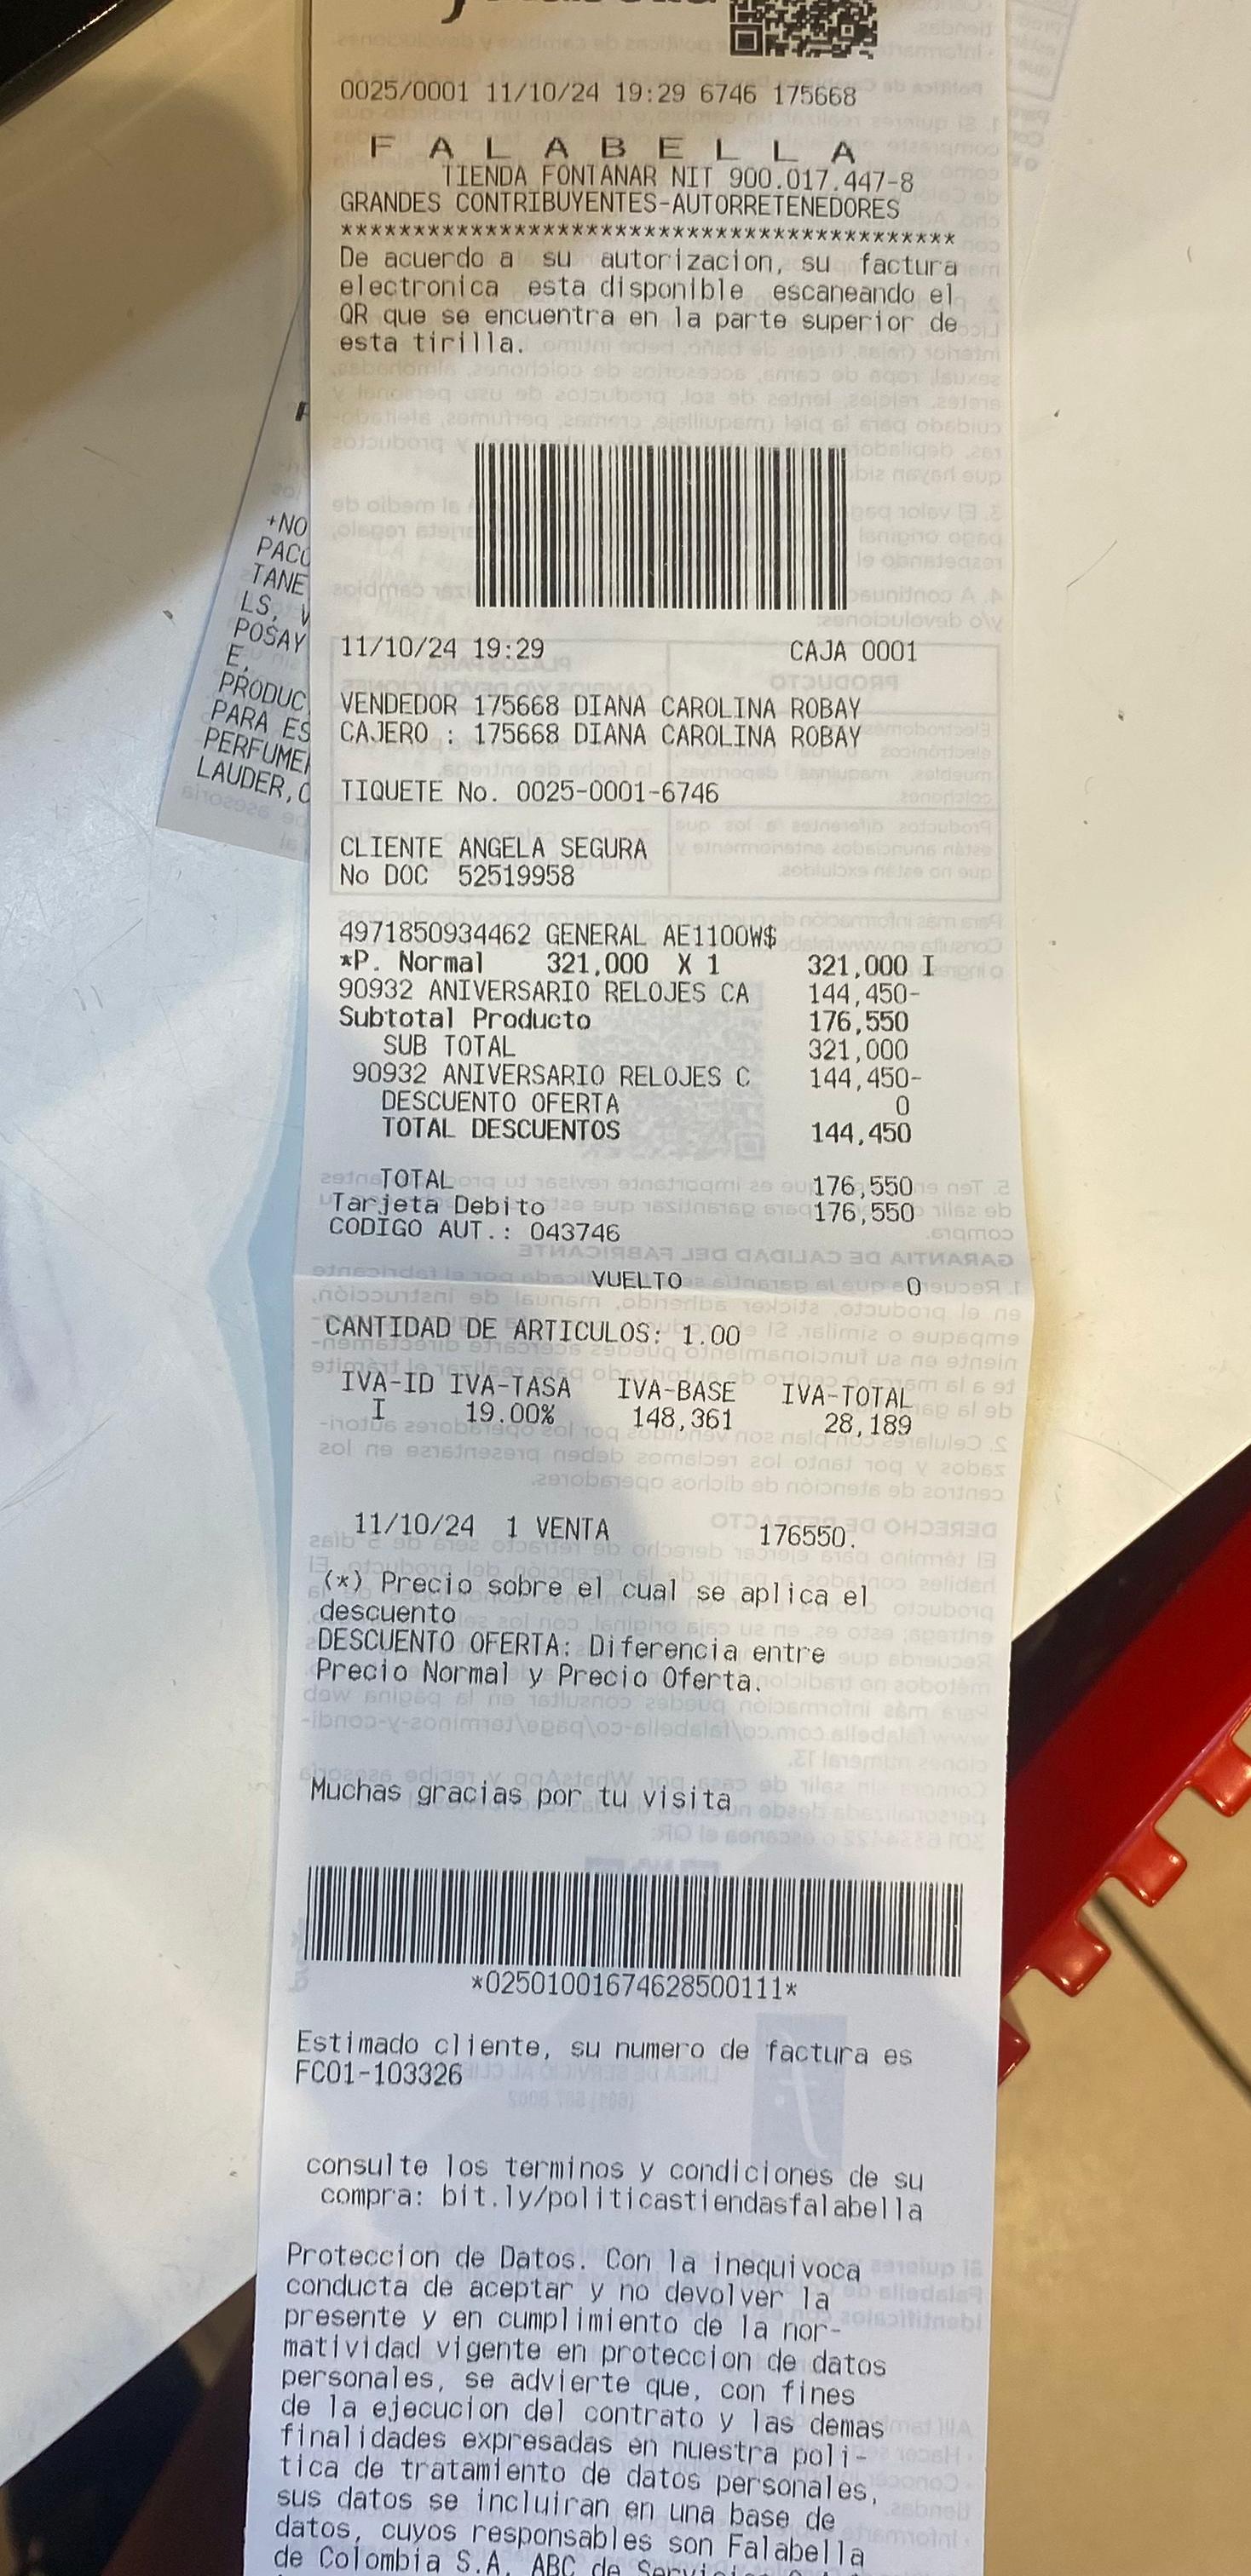 0025/0001 11/10/24 19:29 6746 175668
F A L A B E L L A
TIENDA FONTANAR NIT 900.017.447-8
GRANDES CONTRIBUYENTES-AUTORRETENEDORES
*******************************************
De acuerdo a su autorizacion, su factura
electronica esta disponible escaneando el
QR que se encuentra en la parte superior de
esta tirilla.
+NO
PACO
TANE
LS, V
POSAY
E,
PRODUC
PARA ES
PERFUME
LAUDER,C
11/10/24 19:29 CAJA 0001
VENDEDOR 175668 DIANA CAROLINA ROBAY
CAJERO : 175668 DIANA CAROLINA ROBAY
TIQUETE No. 0025-0001-6746
CLIENTE ANGELA SEGURA
No DOC 52519958
4971850934462 GENERAL AE1100W$
*P. Normal 321,000 X 1 321,000 I
90932 ANIVERSARIO RELOJES CA 144,450-
Subtotal Producto 176,550
SUB TOTAL 321,000
90932 ANIVERSARIO RELOJES C 144,450-
DESCUENTO OFERTA 0
TOTAL DESCUENTOS 144,450
TOTAL 176,550
Tarjeta Debito 176,550
CODIGO AUT.: 043746
VUELTO 0
CANTIDAD DE ARTICULOS: 1.00
IVA-ID IVA-TASA IVA-BASE IVA-TOTAL
I 19.00% 148,361 28,189
11/10/24 1 VENTA 176550.
(*) Precio sobre el cual se aplica el
descuento
DESCUENTO OFERTA: Diferencia entre
Precio Normal y Precio Oferta.
Muchas gracias por tu visita
*02501001674628500111*
Estimado cliente, su numero de factura es
FC01-103326
consulte los terminos y condiciones de su
compra: bit.ly/politicastiendasfalabella
Proteccion de Datos. Con la inequivoca
conducta de aceptar y no devolver la
presente y en cumplimiento de la nor-
matividad vigente en proteccion de datos
personales, se advierte que, con fines
de la ejecucion del contrato y las demas
finalidades expresadas en nuestra poli-
tica de tratamiento de datos personales,
sus datos se incluiran en una base de
datos, cuyos responsables son Falabella
de Colombia S.A. ABC de